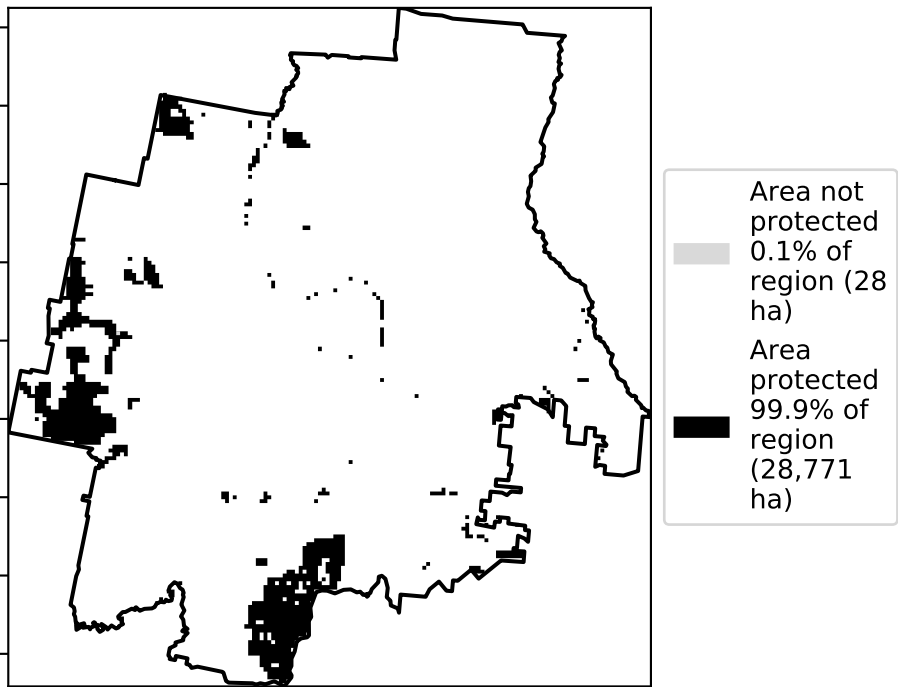 Area not
protected
0.1% of
region (28
ha)
Area
protected
99.9% of
region
(28,771
ha)